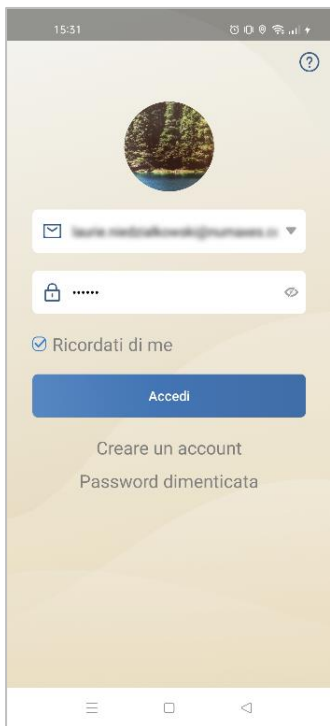 15:31
?
••••••
Ricordati di me
Accedi
Creare un account
Password dimenticata